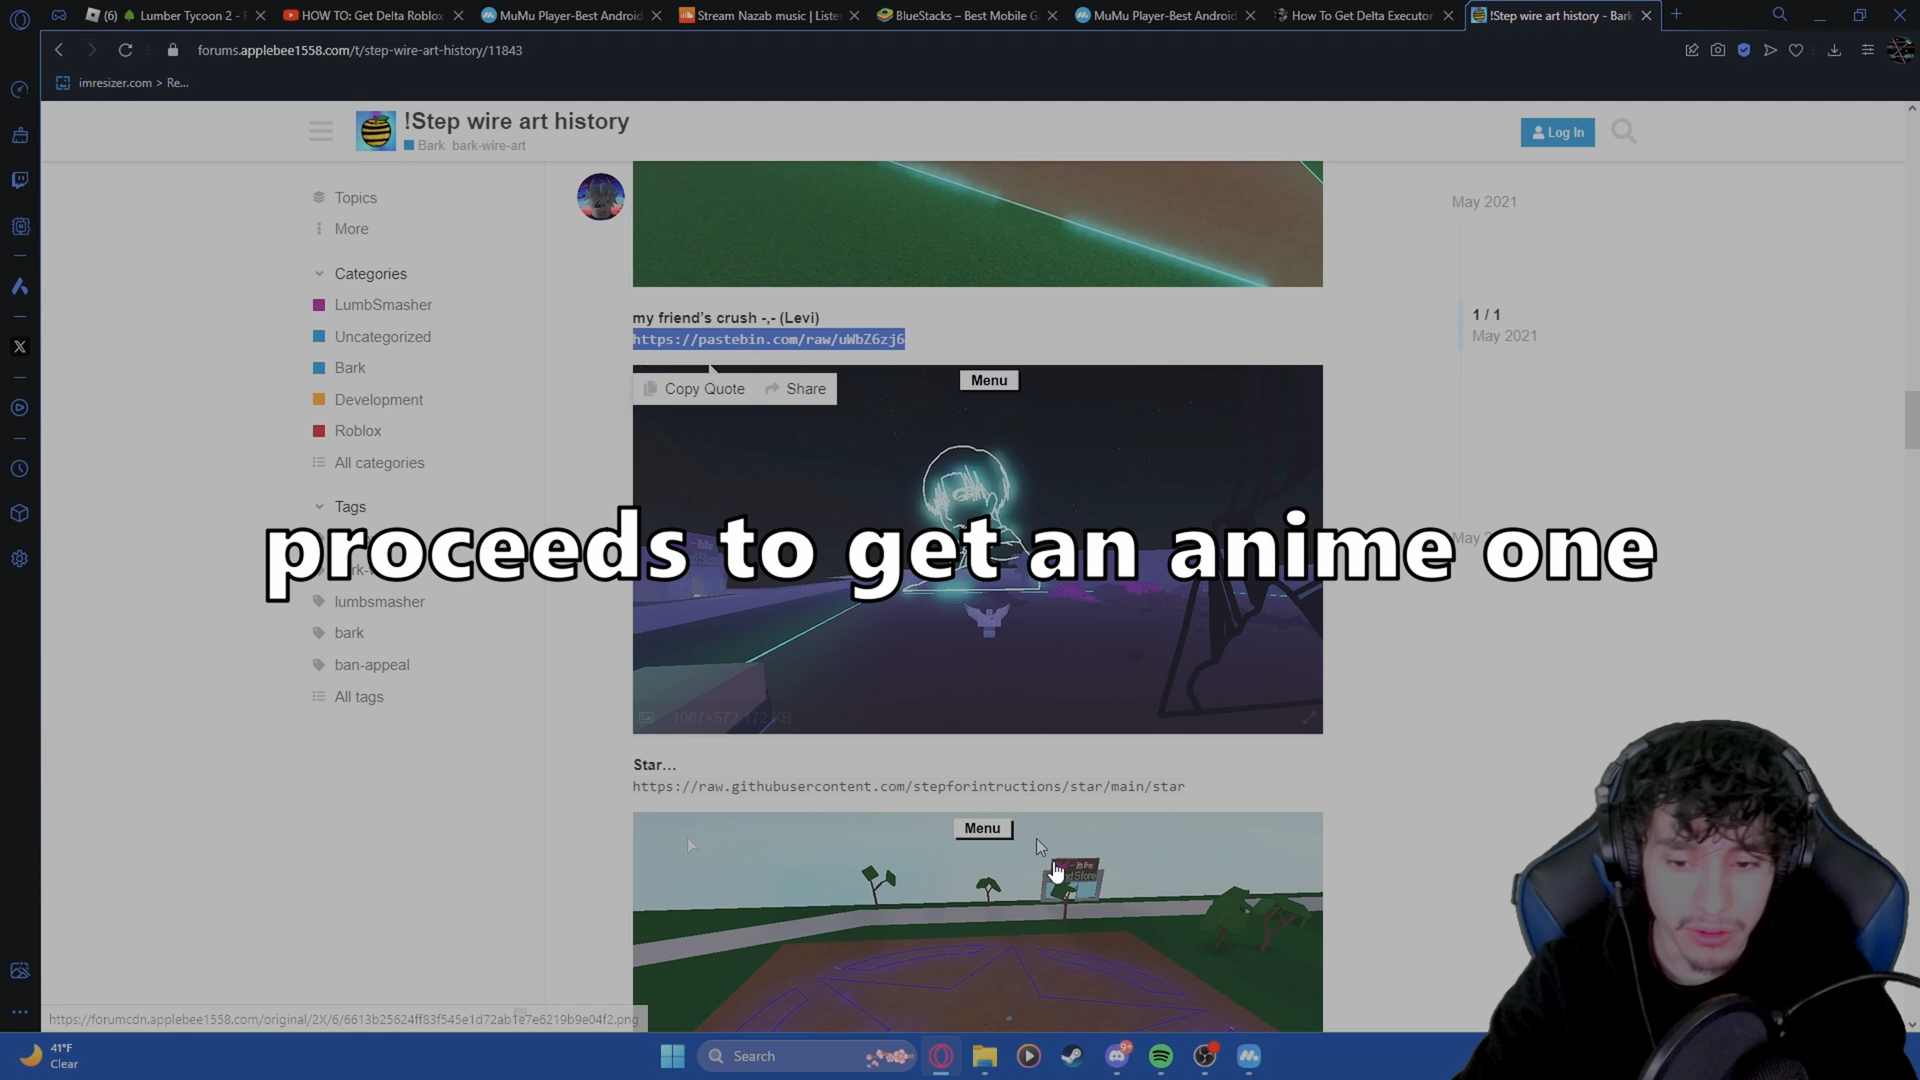 (6) Lumber Tycoon 2 -
HOW TO: Get Delta Roblox
MuMu Player-Best Android
Stream Nazab music | Liste
BlueStacks – Best Mobile G
MuMu Player-Best Android
How To Get Delta Executor
!Step wire art history - Bark
forums.applebee1558.com/t/step-wire-art-history/11843
imresizer.com > Re...
!Step wire art history
Bark bark-wire-art
Log In
Topics
More
Categories
LumbSmasher
Uncategorized
Bark
Development
Roblox
All categories
Tags
lumbsmasher
bark
ban-appeal
All tags
my friend's crush -,- (Levi)
https://pastebin.com/raw/uWbZ6zj6
Copy Quote
Share
Menu
proceeds to get an anime one
1067×572 172 KB
Star…
https://raw.githubusercontent.com/stepforintructions/star/main/star
Menu
May 2021
1 / 1
May 2021
https://forumcdn.applebee1558.com/original/2X/6/6613b25624ff83f545e1d72ab1e7e6219b9e04f2.png
41°F
Clear
Search
9+